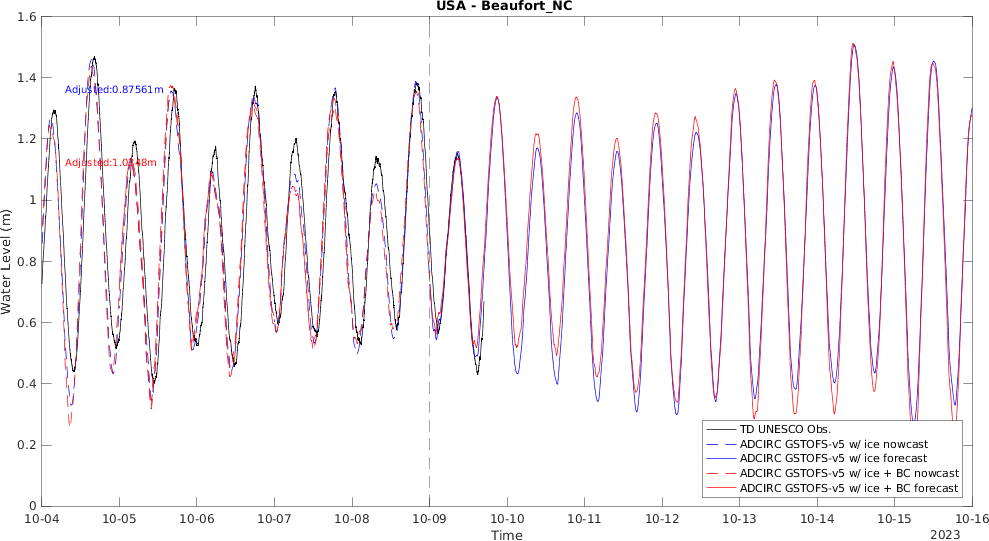 USA - Beaufort_NC
1.6
1.4
1.2
1
0.8
0.6
0.4
0.2
0
Water Level (m)
Adjusted:0.87561m
TD UNESCO Obs.
ADCIRC GSTOFS-v5 w/ ice nowcast
ADCIRC GSTOFS-v5 w/ ice forecast
ADCIRC GSTOFS-v5 w/ ice + BC nowcast
ADCIRC GSTOFS-v5 w/ ice + BC forecast
10-04 10-05 10-06 10-07 10-08 10-09 10-10 10-11 10-12 10-13 10-14 10-15 10-16
Time
2023